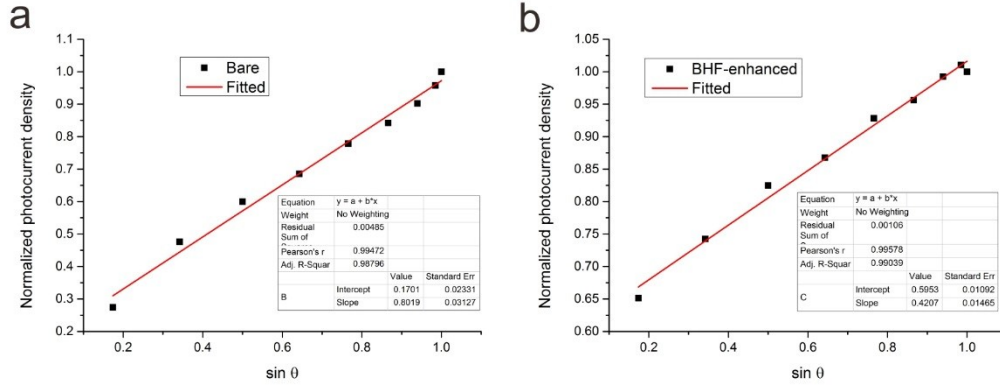 a
1.1
1.0
0.9
0.8
0.7
0.6
0.5
0.4
0.3
0.2
Normalized photocurrent density
Bare
Fitted
Equation y = a + b*x
Weight No Weighting
Residual 0.00485
Sum of
Pearson's r 0.99472
Adj. R-Squar 0.98796
Value Standard Err
B Intercept 0.1701 0.02331
Slope 0.8019 0.03127
0.2 0.4 0.6 0.8 1.0
sin θ
b
1.05
1.00
0.95
0.90
0.85
0.80
0.75
0.70
0.65
0.60
Normalized photocurrent density
BHF-enhanced
Fitted
Equation y = a + b*x
Weight No Weighting
Residual 0.00106
Sum of
Pearson's r 0.99578
Adj. R-Squar 0.99039
Value Standard Err
C Intercept 0.5953 0.01092
Slope 0.4207 0.01465
0.2 0.4 0.6 0.8 1.0
sin θ